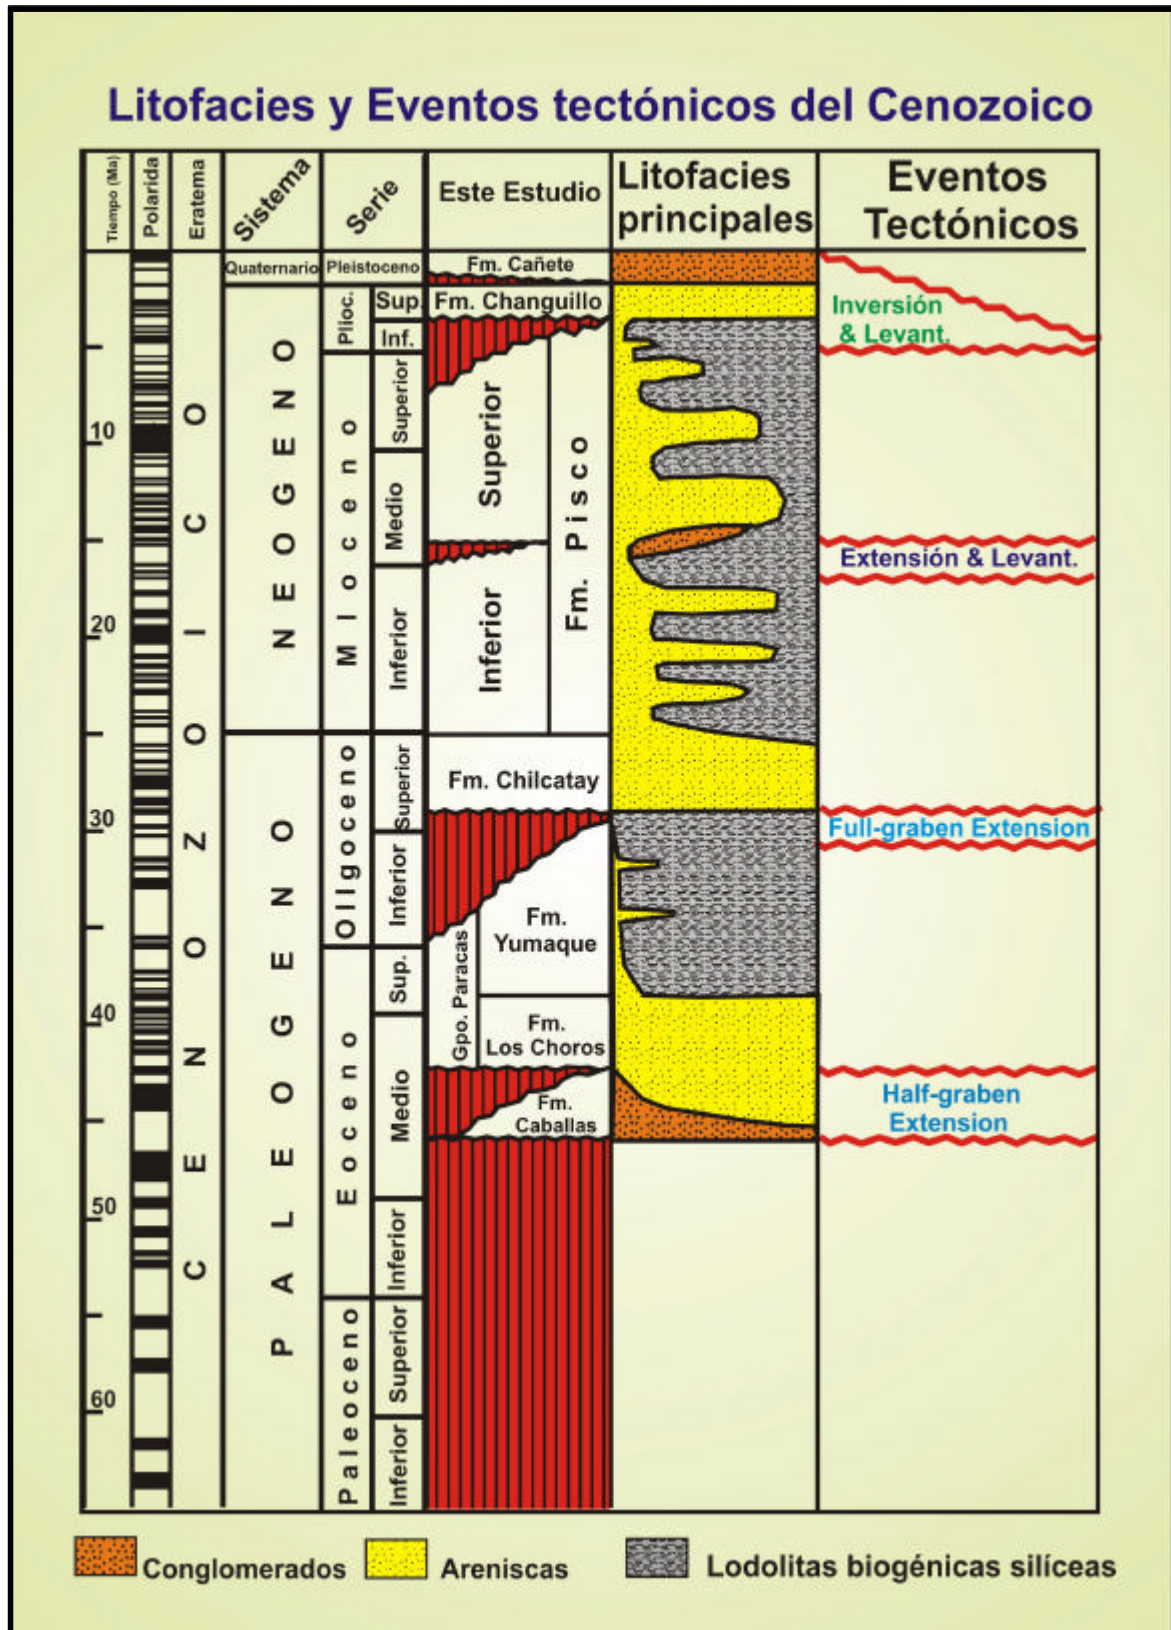 Litofacies y Eventos tectónicos del Cenozoico
Tiempo (Ma)
Polarida
Eratema
Sistema
Serie
Este Estudio
Litofacies
principales
Eventos
Tectónicos
Quaternario
Pleistoceno
Fm. Cañete
Plioc.
Sup.
Fm. Changuillo
Inf.
Inversión
& Levant.
10
20
30
40
50
60
CENOZOICO
NEOGENO
PALEOGENO
Mioceno
Superior
Medio
Inferior
Superior
Inferior
Fm. Pisco
Extensión & Levant.
OlIgoceno
Superior
Inferior
Fm. Chilcatay
Full-graben Extension
Gpo. Paracas
Fm.
Yumaque
Eoceno
Sup.
Medio
Inferior
Fm.
Los Choros
Fm.
Caballas
Half-graben
Extension
Paleoceno
Superior
Inferior
Conglomerados
Areniscas
Lodolitas biogénicas silíceas